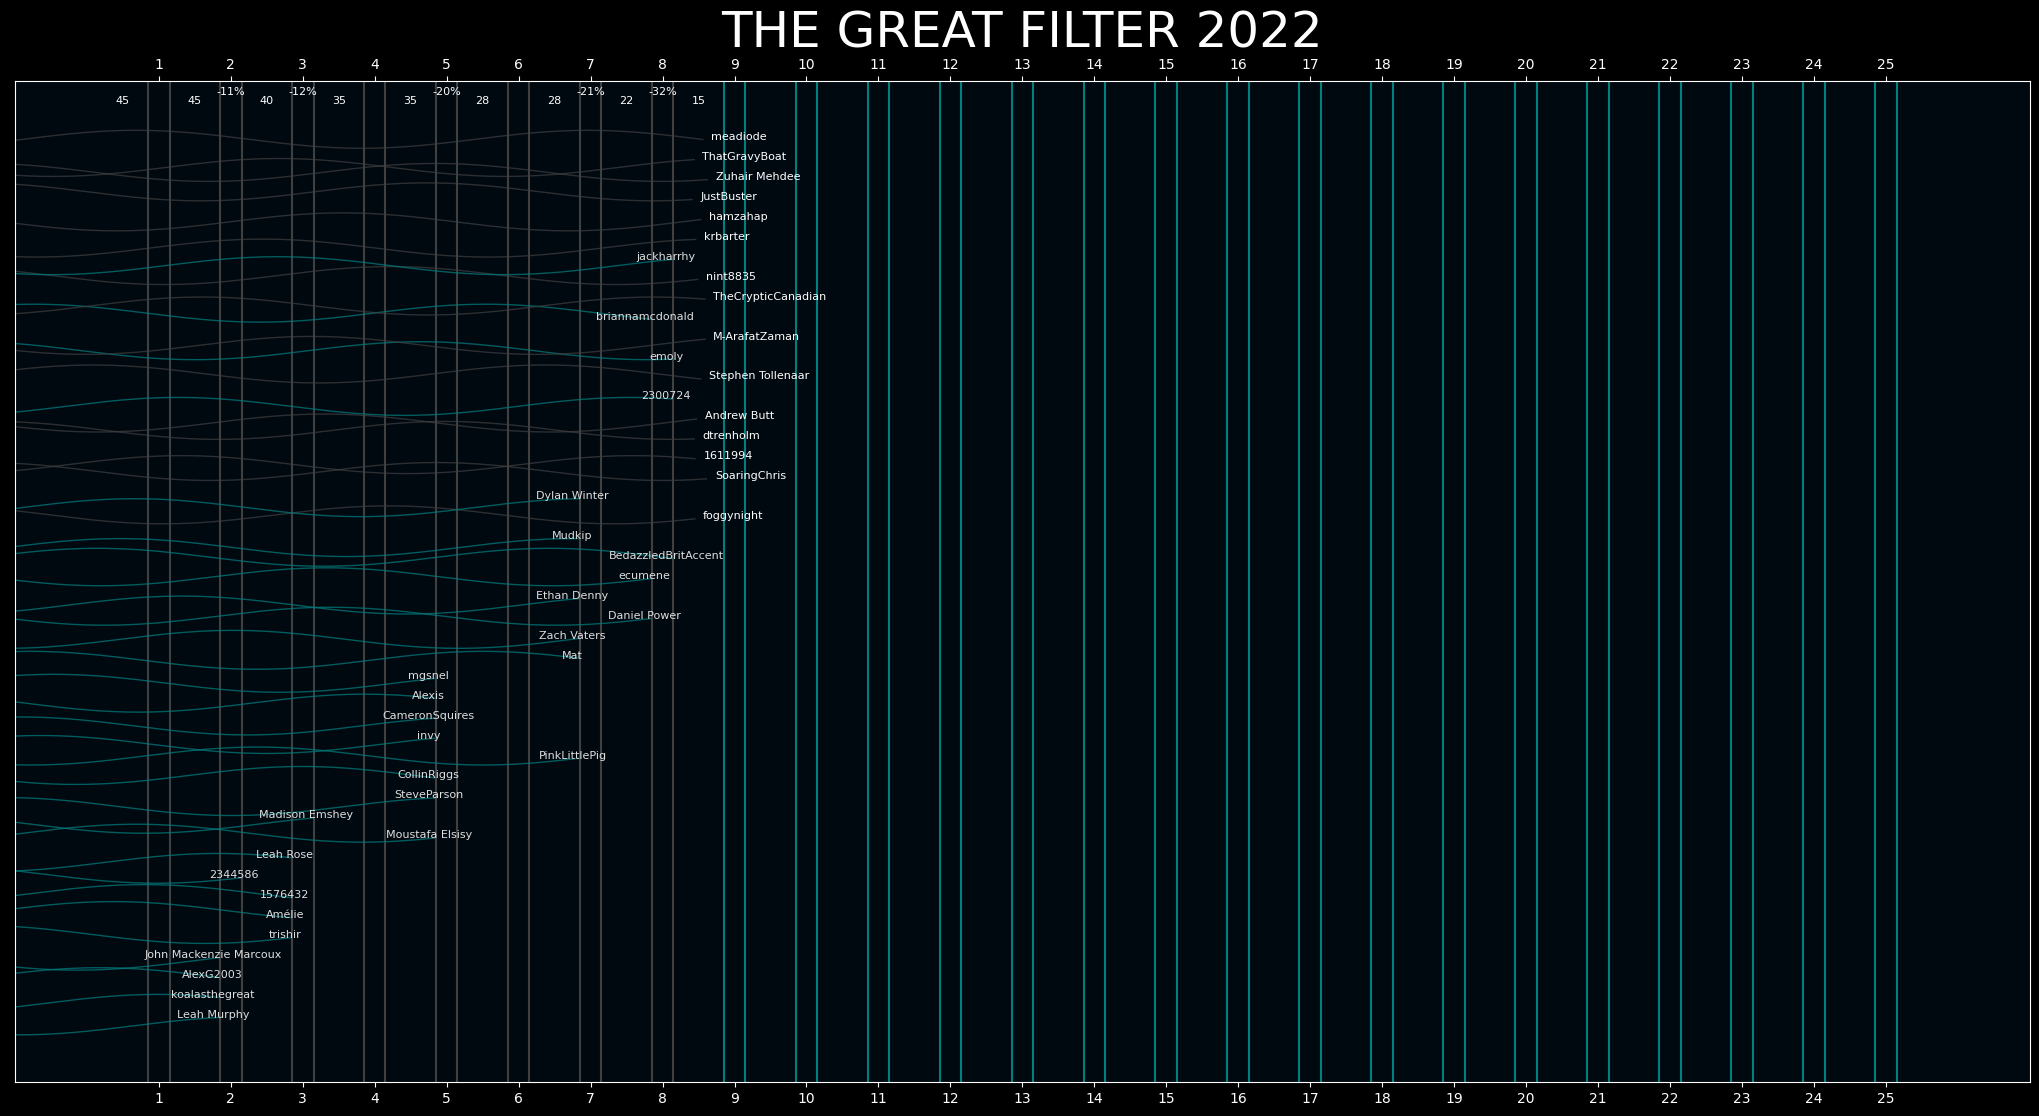 THE GREAT FILTER 2022
1 2 3 4 5 6 7 8 9 10 11 12 13 14 15 16 17 18 19 20 21 22 23 24 25
-11% -12% -20% -21% -32%
45 45 40 35 35 28 28 22 15
meadiode
ThatGravyBoat
Zuhair Mehdee
JustBuster
hamzahap
krbarter
jackharrhy
nint8835
TheCrypticCanadian
briannamcdonald
M-ArafatZaman
emoly
Stephen Tollenaar
2300724
Andrew Butt
dtrenholm
1611994
SoaringChris
Dylan Winter
foggynight
Mudkip
BedazzledBritAccent
ecumene
Ethan Denny
Daniel Power
Zach Vaters
Mat
mgsnel
Alexis
CameronSquires
invy
PinkLittlePig
CollinRiggs
SteveParson
Madison Emshey
Moustafa Elsisy
Leah Rose
2344586
1576432
Amélie
trishir
John Mackenzie Marcoux
AlexG2003
koalasthegreat
Leah Murphy
1 2 3 4 5 6 7 8 9 10 11 12 13 14 15 16 17 18 19 20 21 22 23 24 25